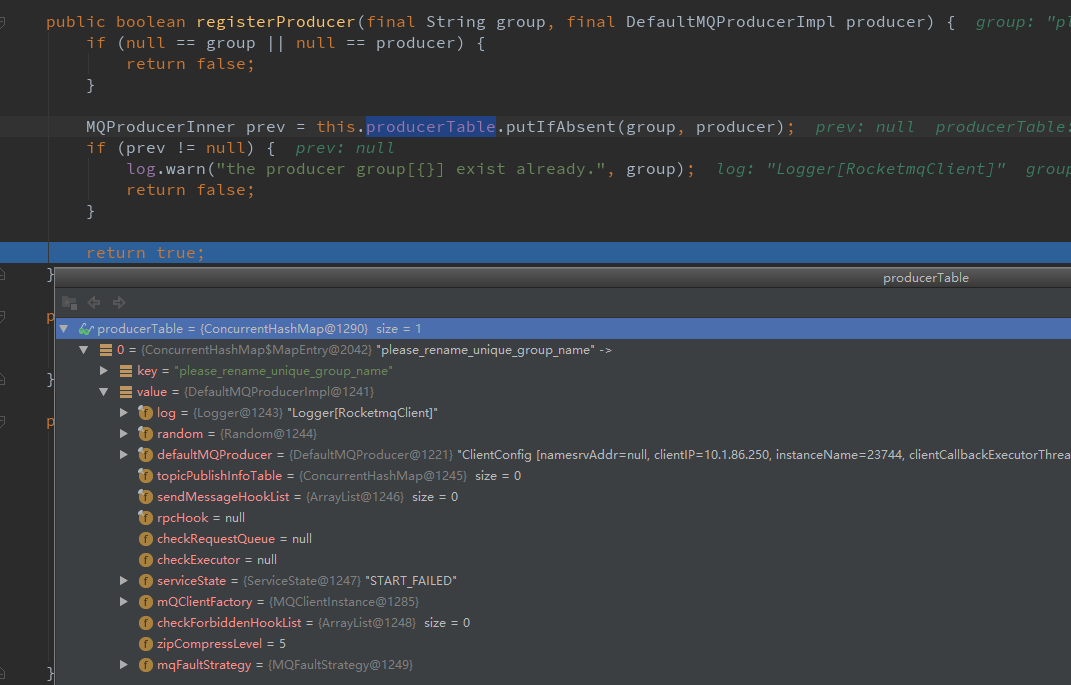 public boolean registerProducer(final String group, final DefaultMQProducerImpl producer) { group: "pl
if (null == group || null == producer) {
return false;
}
MQProducerInner prev = this.producerTable.putIfAbsent(group, producer); prev: null producerTable:
if (prev != null) { prev: null
log.warn("the producer group[{}] exist already.", group); log: "Logger[RocketmqClient]" group
return false;
}
return true;
}
producerTable
p
producerTable = {ConcurrentHashMap@1290} size = 1
0 = {ConcurrentHashMap$MapEntry@2042} "please_rename_unique_group_name" ->
key = "please_rename_unique_group_name"
}
value = {DefaultMQProducerImpl@1241}
log = {Logger@1243} "Logger[RocketmqClient]"
p
random = {Random@1244}
defaultMQProducer = {DefaultMQProducer@1221} "ClientConfig [namesrvAddr=null, clientIP=10.1.86.250, instanceName=23744, clientCallbackExecutorThrea
topicPublishInfoTable = {ConcurrentHashMap@1245} size = 0
sendMessageHookList = {ArrayList@1246} size = 0
rpcHook = null
checkRequestQueue = null
checkExecutor = null
serviceState = {ServiceState@1247} "START_FAILED"
mQClientFactory = {MQClientInstance@1285}
checkForbiddenHookList = {ArrayList@1248} size = 0
zipCompressLevel = 5
mqFaultStrategy = {MQFaultStrategy@1249}
}